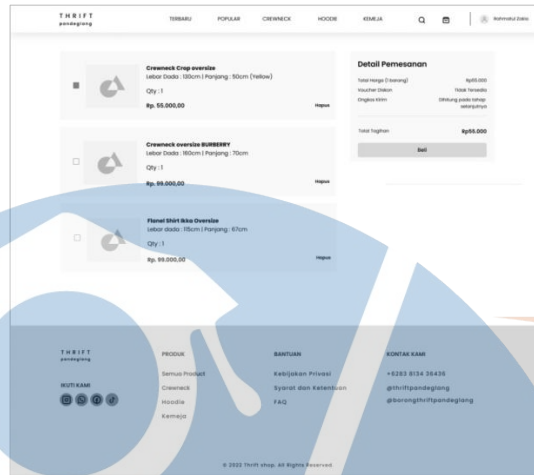 THRIFT
pandeglang
TERBARU POPULAR CREWNECK HOODIE KEMEJA Rahmatul Zakia
Crewneck Crop oversize
Lebar Dada : 130cm | Panjang : 50cm (Yellow)
Qty : 1
Rp. 55.000,00 Hapus
Crewneck oversize BURBERRY
Lebar Dada : 160cm | Panjang : 70cm
Qty : 1
Rp. 99.000,00 Hapus
Flanel Shirt Ikka Oversize
Lebar dada : 115cm | Panjang : 67cm
Qty : 1
Rp. 99.000,00 Hapus
Detail Pemesanan
Total Harga (1 barang) Rp55.000
Voucher Diskon Tidak Tersedia
Ongkos Kirim Dihitung pada tahap
selanjutnya
Total Tagihan Rp55.000
Beli
THRIFT
pandeglang
IKUTI KAMI
PRODUK
Semua Product
Crewneck
Hoodie
Kemeja
BANTUAN
Kebijakan Privasi
Syarat dan Ketentuan
FAQ
KONTAK KAMI
+6283 8134 36436
@thriftpandeglang
@barangthriftpandeglang
© 2022 Thrift shop. All Rights Reserved